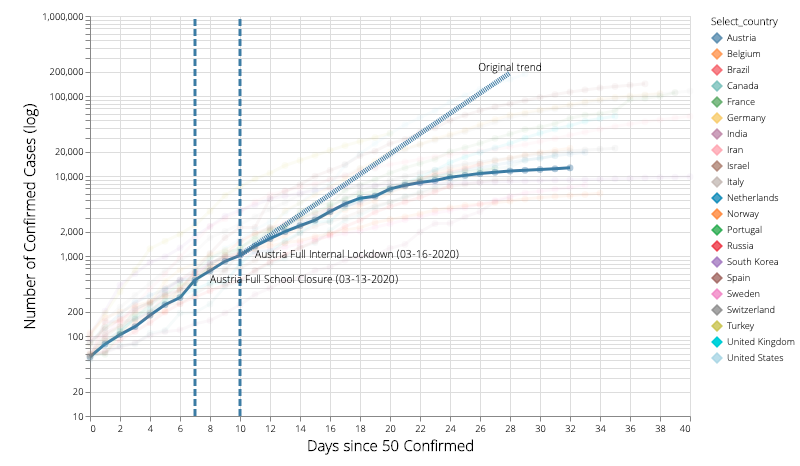 1,000,000
200,000
100,000
20,000
10,000
2,000
1,000
200
100
20
10
Number of Confirmed Cases (log)
Original trend
Austria Full Internal Lockdown (03-16-2020)
Austria Full School Closure (03-13-2020)
0 2 4 6 8 10 12 14 16 18 20 22 24 26 28 30 32 34 36 38 40
Days since 50 Confirmed
Select_country
Austria
Belgium
Brazil
Canada
France
Germany
India
Iran
Israel
Italy
Netherlands
Norway
Portugal
Russia
South Korea
Spain
Sweden
Switzerland
Turkey
United Kingdom
United States